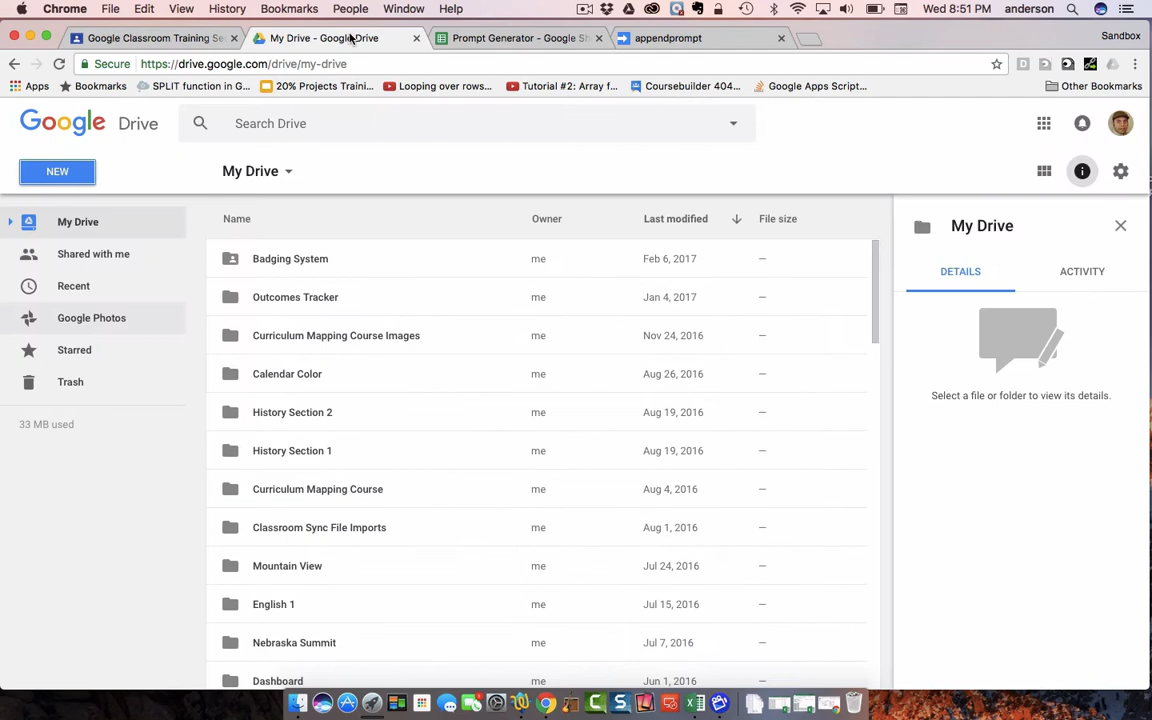 Chrome File Edit View History Bookmarks People Window Help Wed 8:51 PM anderson
Google Classroom Training Se My Drive - Google Drive Prompt Generator - Google Sh appendprompt Sandbox
Secure https://drive.google.com/drive/my-drive
Apps Bookmarks SPLIT function in G... 20% Projects Traini... Looping over rows... Tutorial #2: Array f... Coursebuilder 404... Google Apps Script... Other Bookmarks
Google Drive Search Drive
NEW My Drive
My Drive
Shared with me
Recent
Google Photos
Starred
Trash
33 MB used
Name Owner Last modified File size
Badging System me Feb 6, 2017 —
Outcomes Tracker me Jan 4, 2017 —
Curriculum Mapping Course Images me Nov 24, 2016 —
Calendar Color me Aug 26, 2016 —
History Section 2 me Aug 19, 2016 —
History Section 1 me Aug 19, 2016 —
Curriculum Mapping Course me Aug 4, 2016 —
Classroom Sync File Imports me Aug 1, 2016 —
Mountain View me Jul 24, 2016 —
English 1 me Jul 15, 2016 —
Nebraska Summit me Jul 7, 2016 —
Dashboard me Jun 1, 2016 —
My Drive
DETAILS ACTIVITY
Select a file or folder to view its details.